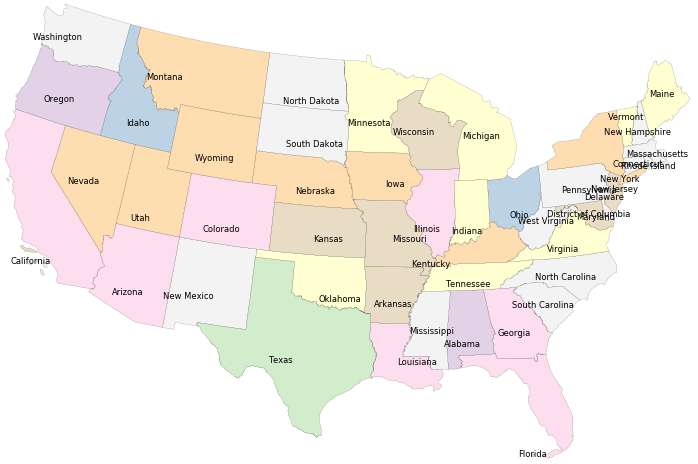 Washington
Oregon
Idaho
Montana
North Dakota
Minnesota
South Dakota
Wisconsin
Michigan
Maine
Vermont
New Hampshire
Massachusetts
Connecticut
Rhode Island
New York
Pennsylvania
New Jersey
Delaware
District of Columbia
Maryland
West Virginia
Ohio
Wyoming
Nevada
Utah
Nebraska
Iowa
Colorado
Kansas
Missouri
Illinois
Indiana
Virginia
Kentucky
California
Arizona
New Mexico
Oklahoma
Arkansas
Tennessee
North Carolina
South Carolina
Texas
Mississippi
Louisiana
Alabama
Georgia
Florida